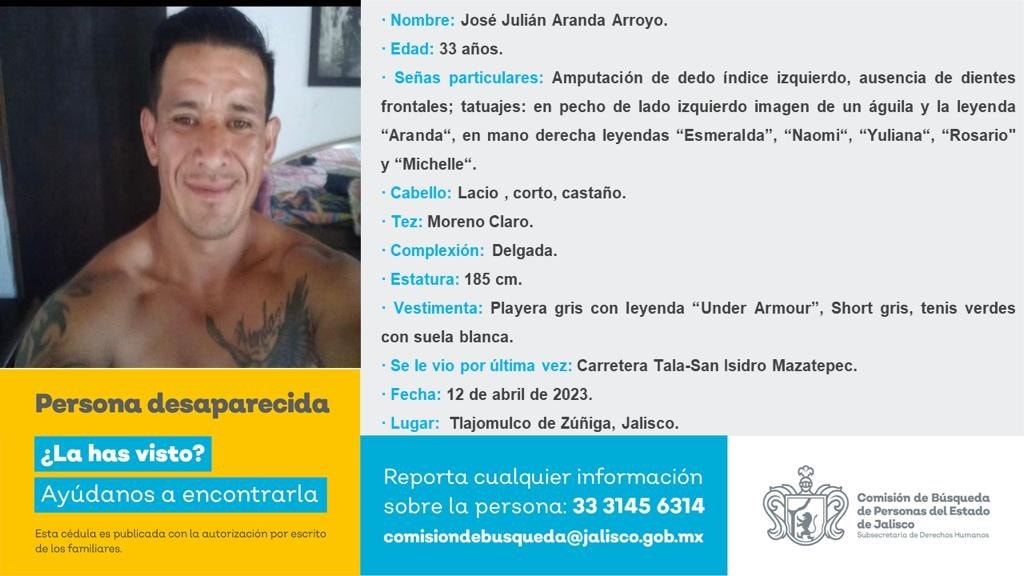 · Nombre: José Julián Aranda Arroyo.
· Edad: 33 años.
· Señas particulares: Amputación de dedo índice izquierdo, ausencia de dientes
frontales; tatuajes: en pecho de lado izquierdo imagen de un águila y la leyenda
“Aranda“, en mano derecha leyendas “Esmeralda”, “Naomi“, “Yuliana“, “Rosario"
y “Michelle“.
· Cabello: Lacio , corto, castaño.
· Tez: Moreno Claro.
· Complexión: Delgada.
· Estatura: 185 cm.
· Vestimenta: Playera gris con leyenda “Under Armour”, Short gris, tenis verdes
con suela blanca.
· Se le vio por última vez: Carretera Tala-San Isidro Mazatepec.
· Fecha: 12 de abril de 2023.
· Lugar: Tlajomulco de Zúñiga, Jalisco.
Aranda
Persona desaparecida
¿La has visto?
Ayúdanos a encontrarla
Esta cédula es publicada con la autorización por escrito
de los familiares.
Reporta cualquier información
sobre la persona: 33 3145 6314
comisiondebusqueda@jalisco.gob.mx
Comisión de Búsqueda
de Personas del Estado
de Jalisco
Subsecretaría de Derechos Humanos